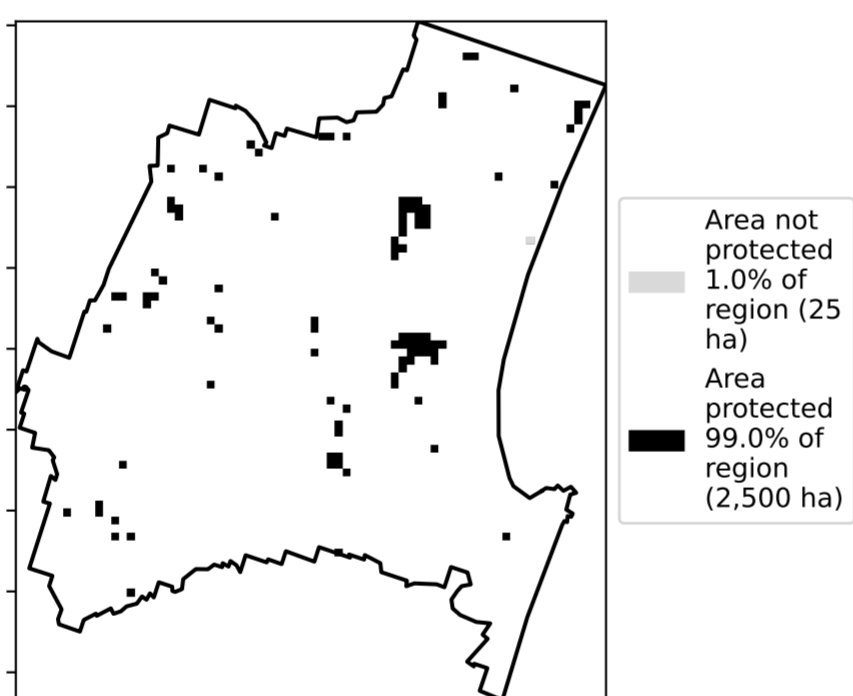 Area not
protected
1.0% of
region (25
ha)
Area
protected
99.0% of
region
(2,500 ha)